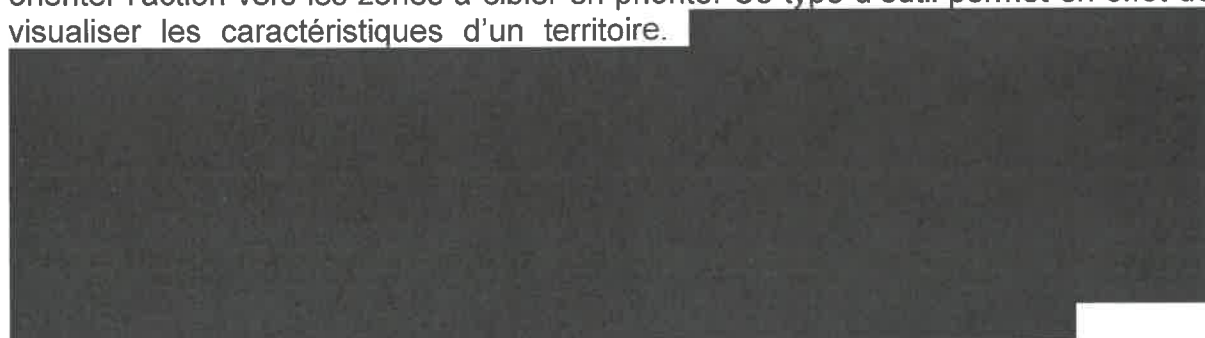 orienter l'action vers les zones à cibler en priorité. Ce type d'outil permet en effet de
visualiser les caractéristiques d'un territoire.